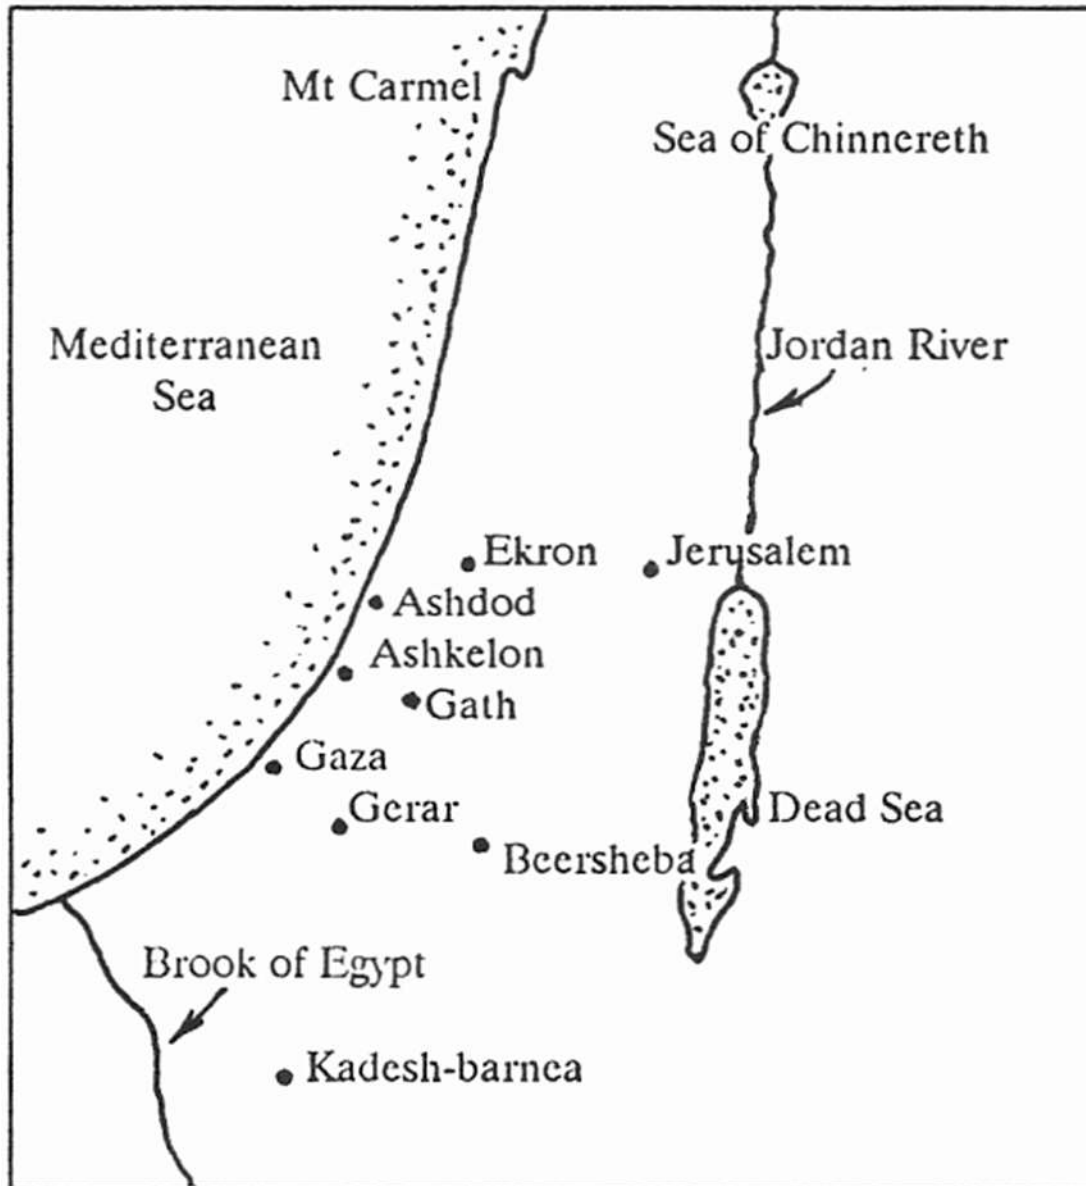 Mt Carmel
Sea of Chinnereth
Mediterranean
Sea
Jordan River
Ekron
Jerusalem
Ashdod
Ashkelon
Gath
Gaza
Gerar
Dead Sea
Beersheba
Brook of Egypt
Kadesh-barnea